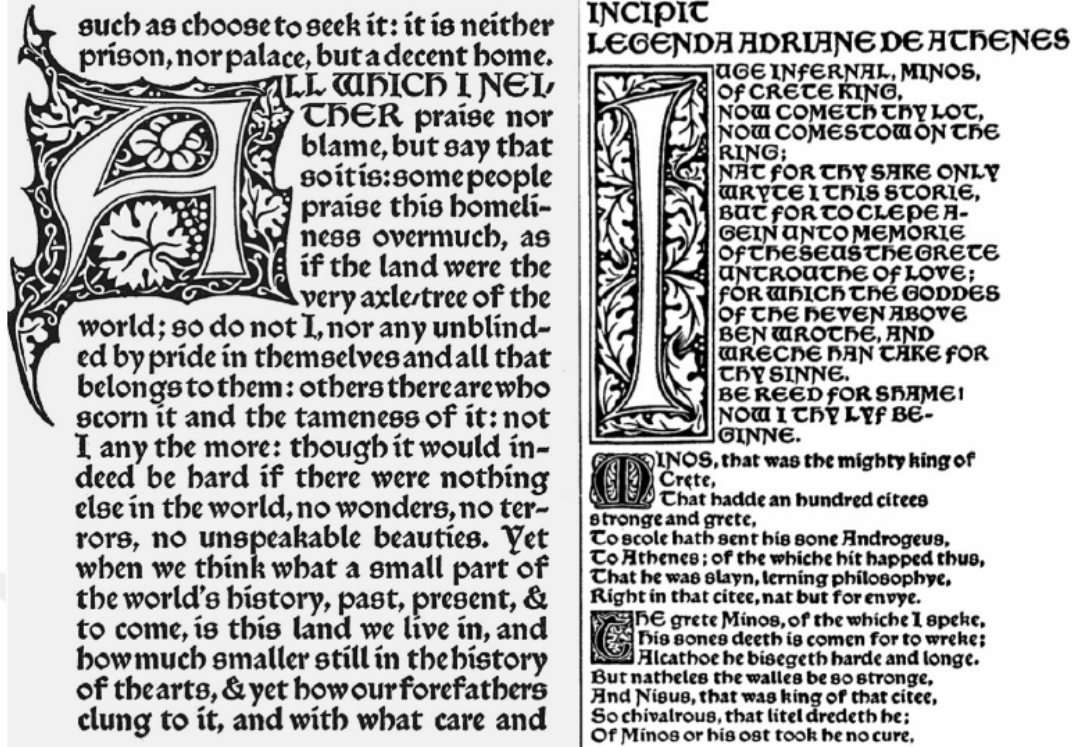 such as choose to seek it: it is neither
prison, nor palace, but a decent home.
ALL WHICH I NEI-
THER praise nor
blame, but say that
so it is: some people
praise this homeli-
ness overmuch, as
if the land were the
very axle-tree of the
world; so do not I, nor any unblind-
ed by pride in themselves and all that
belongs to them: others there are who
scorn it and the tameness of it: not
I any the more: though it would in-
deed be hard if there were nothing
else in the world, no wonders, no ter-
rors, no unspeakable beauties. Yet
when we think what a small part of
the world's history, past, present, &
to come, is this land we live in, and
how much smaller still in the history
of the arts, & yet how our forefathers
clung to it, and with what care and
INCIPIT
LEGENDA ADRIANE DE ATHENES
IUGE INFERNAL, MINOS,
OF CRETE KING,
NOW COMETH THY LOT,
NOW COMESTOW ON THE
RING;
NAT FOR THY SAKE ONLY
WRYTE I THIS STORIE,
BUT FOR TO CLEPE A-
GEIN UNTO MEMORIE
OF THESEUS THE GRETE
UNTROUTHE OF LOVE;
FOR WHICH THE GODDES
OF THE HEVEN ABOVE
BEN WROTHE, AND
WRECHE HAN TAKE FOR
THY SINNE.
BE REED FOR SHAME!
NOW I THY LYF BE-
GINNE.
MINOS, that was the mighty king of
Crete,
That hadde an hundred citees
stronge and grete,
To scole hath sent his sone Androgeus,
To Athenes; of the whiche hit happed thus,
That he was slayn, lerning philosophye,
Right in that citee, nat but for envye.
THE grete Minos, of the whiche I speke,
His sones deeth is comen for to wreke;
Alcathoe he bisegeth harde and longe.
But natheles the walles be so stronge,
And Nisus, that was king of that citee,
So chivalrous, that litel dredeth he;
Of Minos or his ost took he no cure,